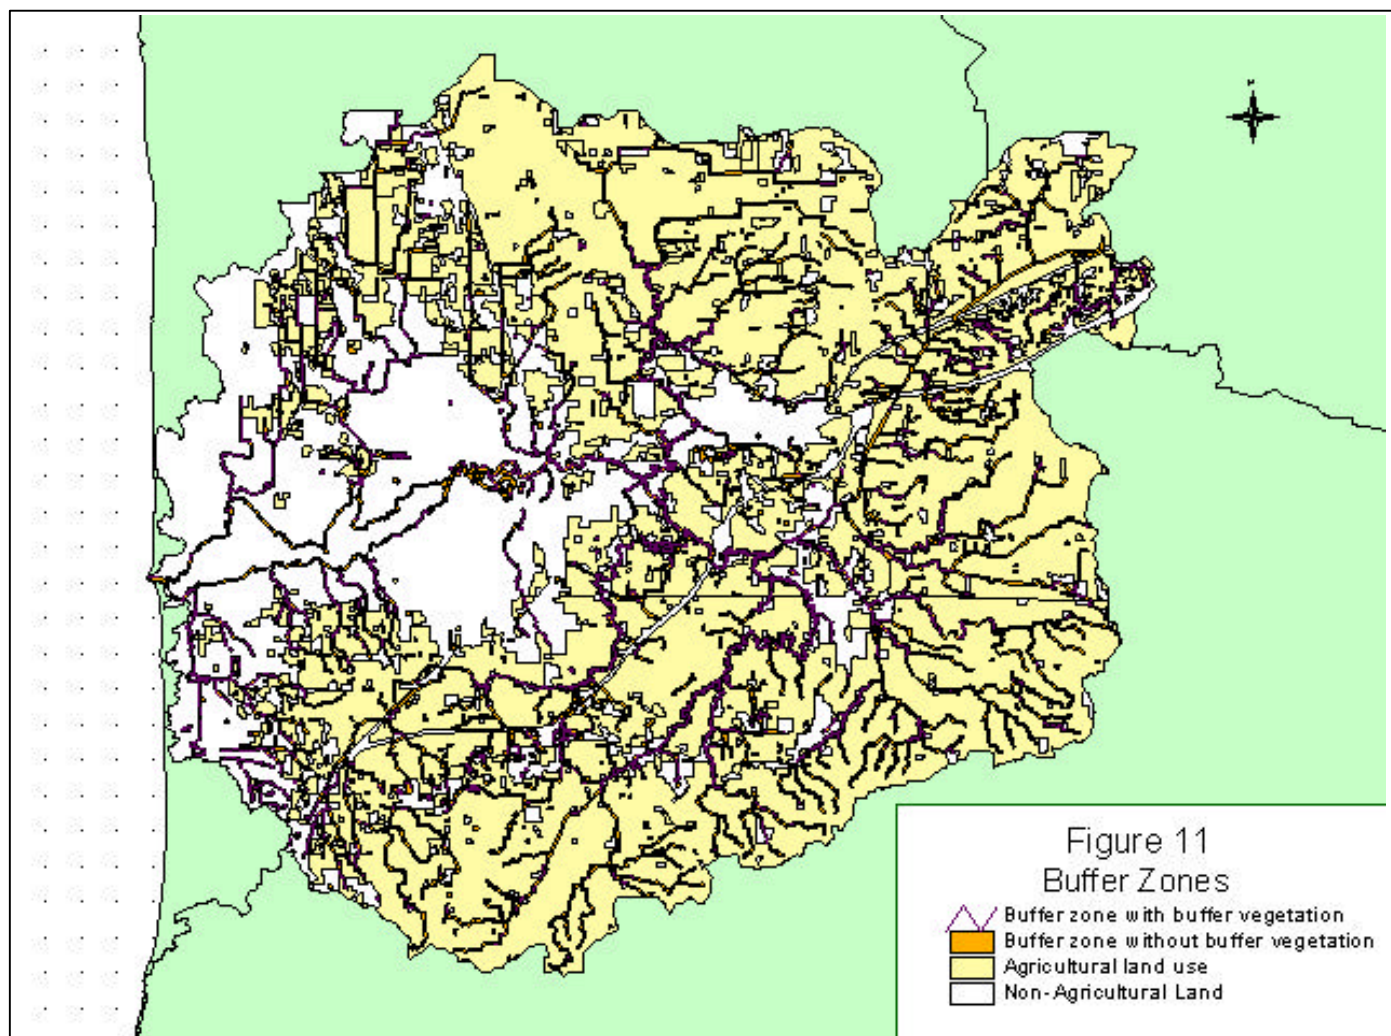 Figure 11
Buffer Zones
Buffer zone with buffer vegetation
Buffer zone without buffer vegetation
Agricultural land use
Non-Agricultural Land